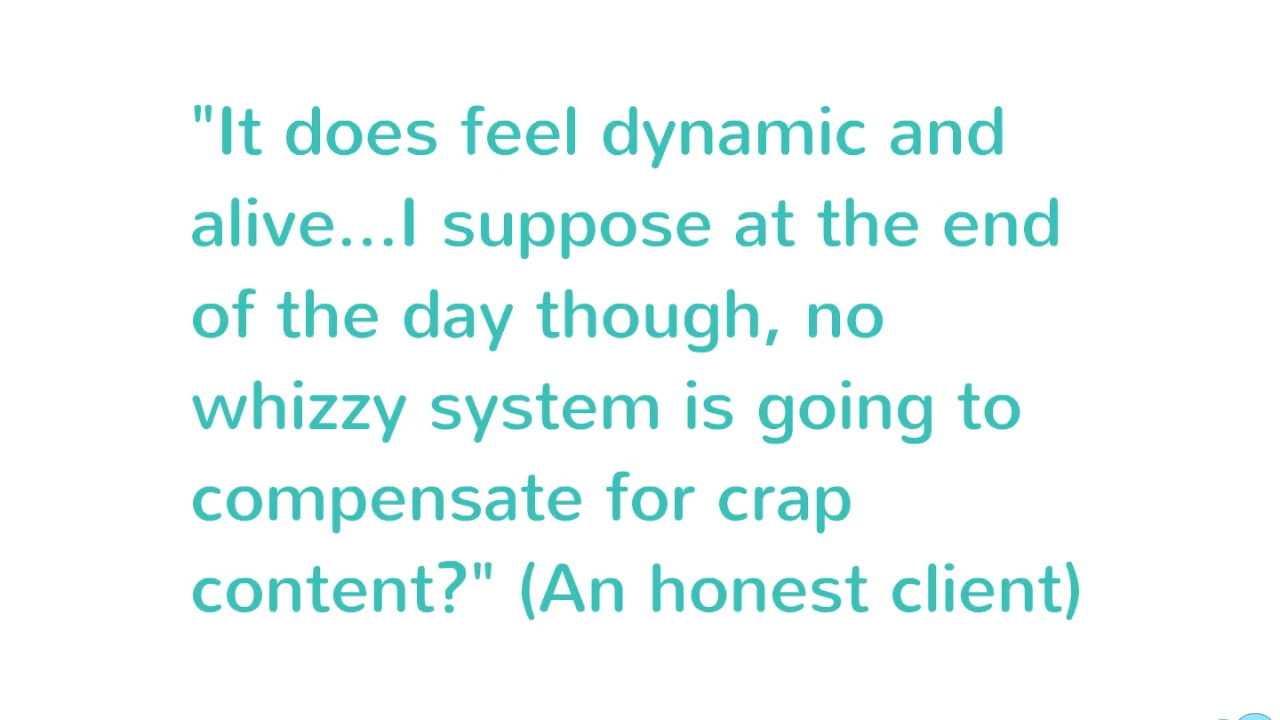 "It does feel dynamic and
alive...I suppose at the end
of the day though, no
whizzy system is going to
compensate for crap
content?" (An honest client)